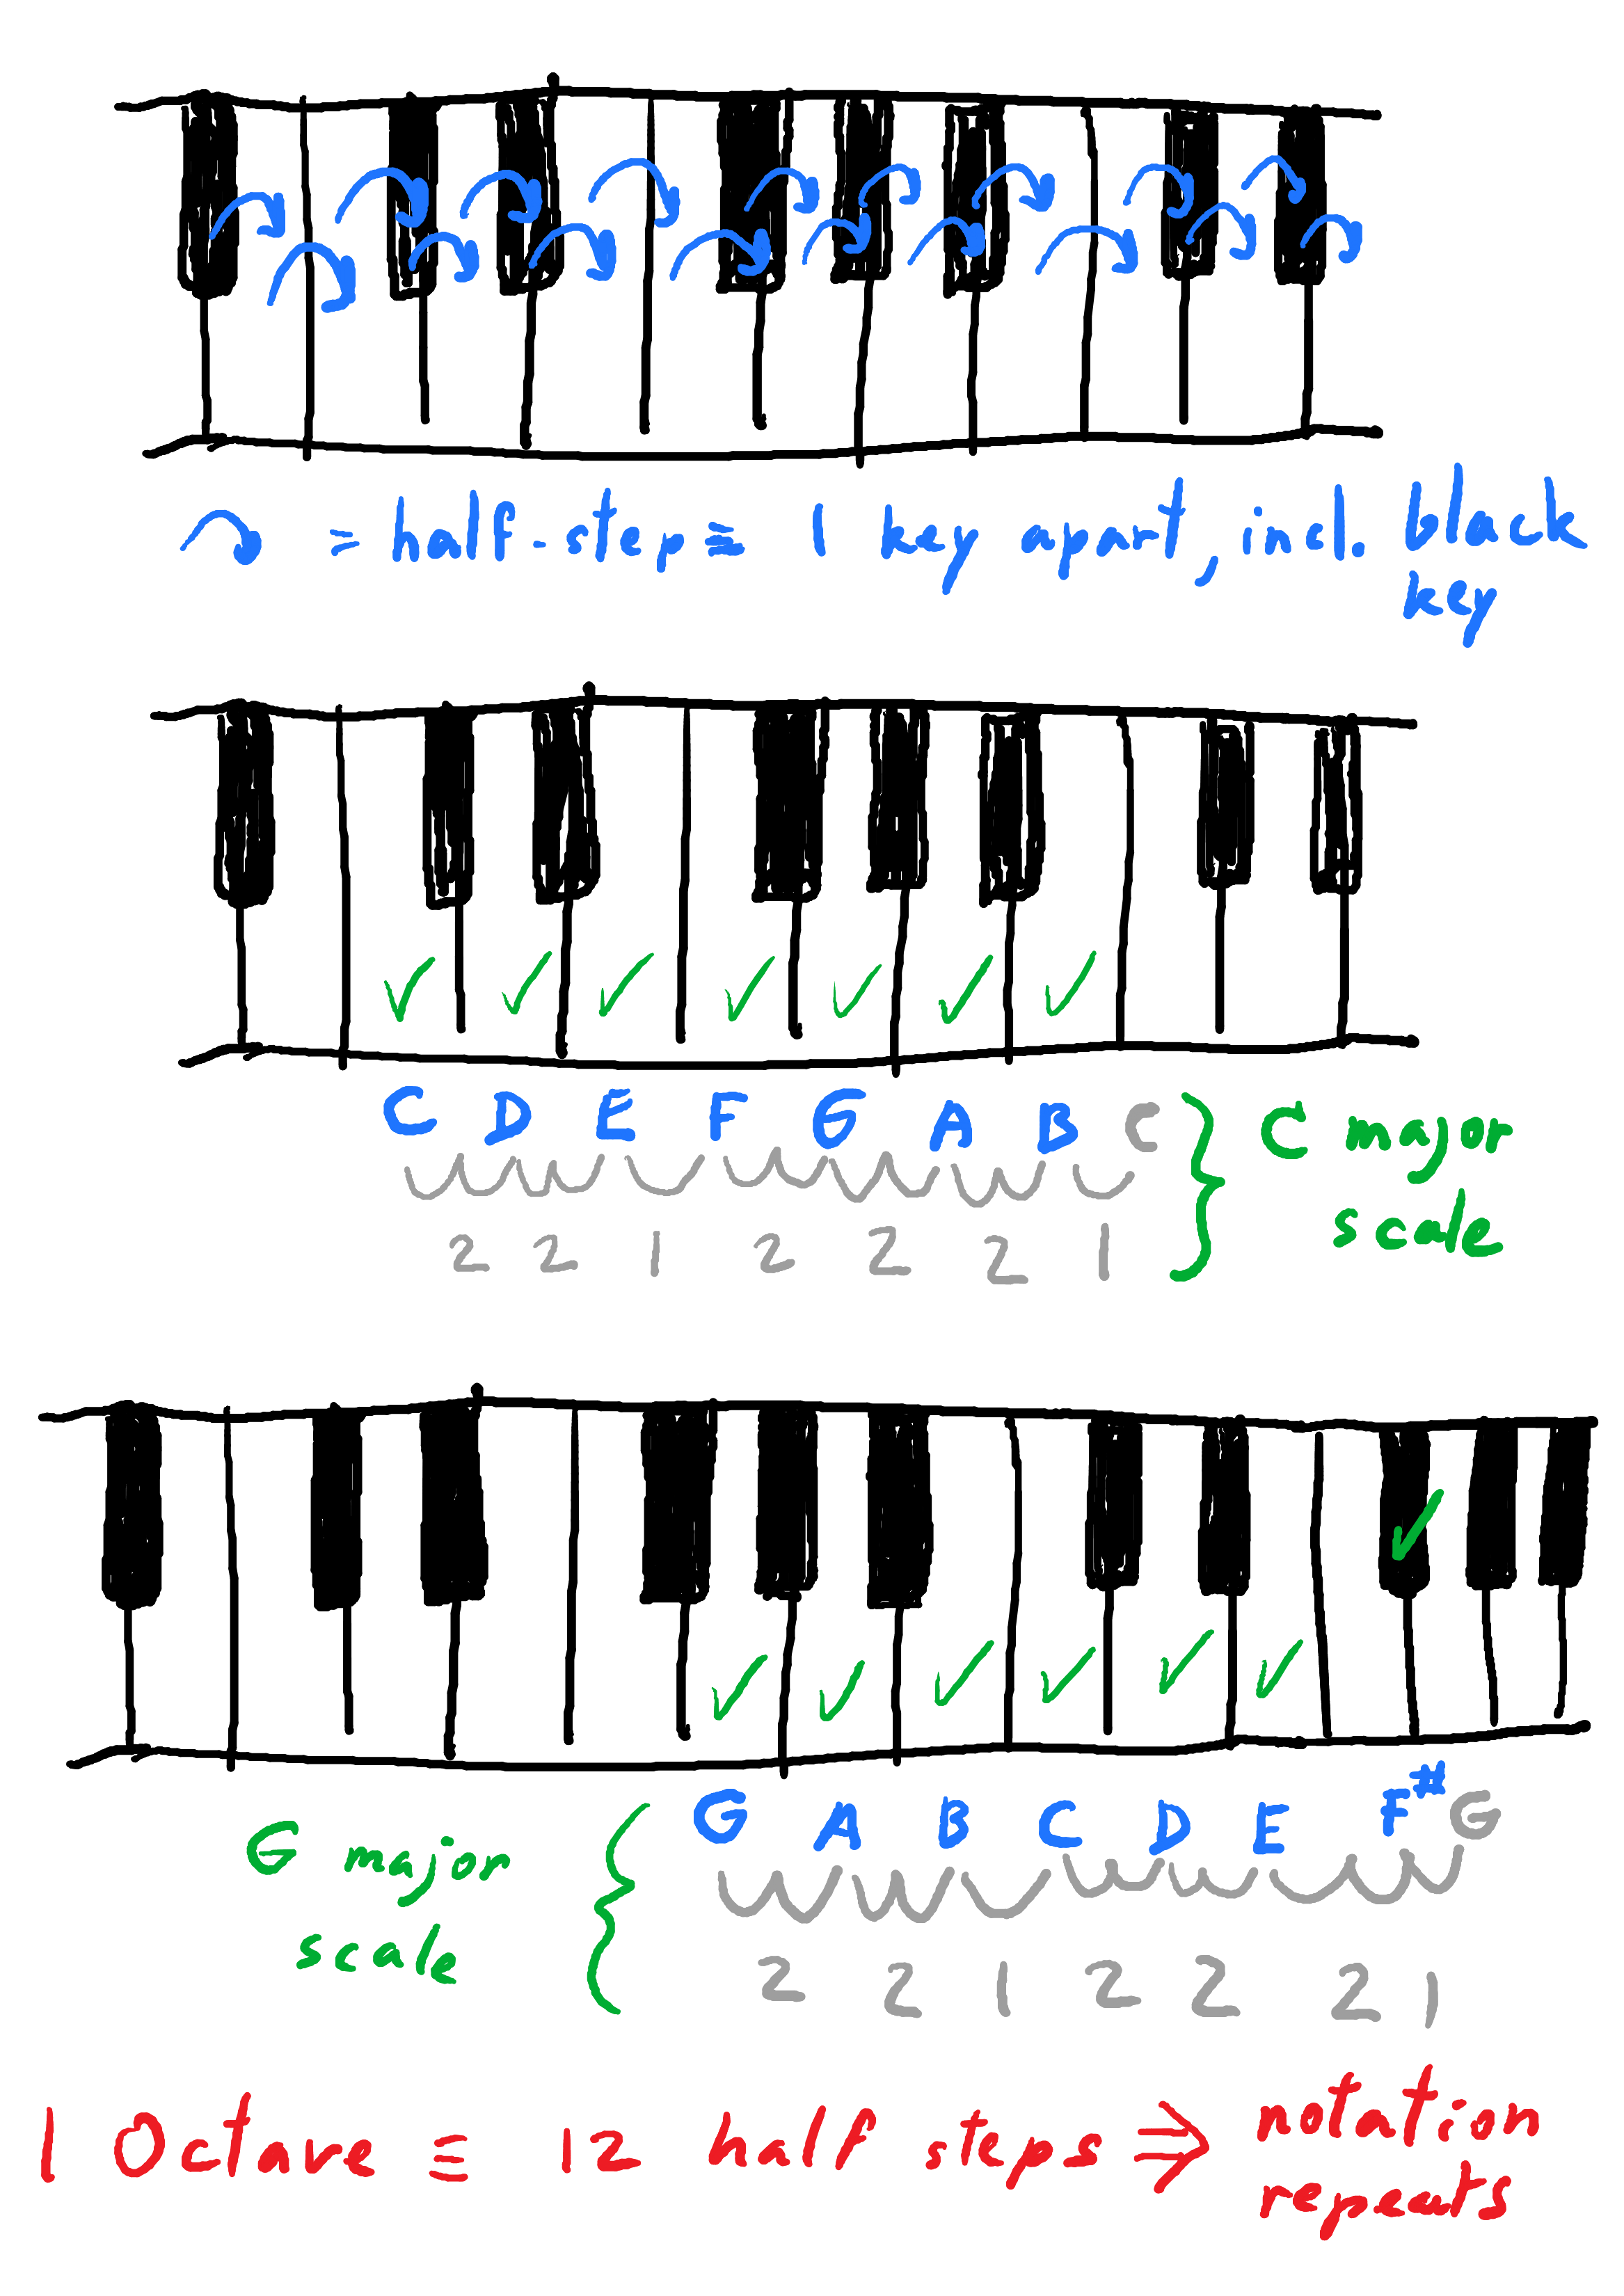 = half-step ≡ 1 key apart, incl. black
key
C D E F G A B C
2 2 1 2 2 2 1
C major
scale
G A B C D E F# G
2 2 1 2 2 2 1
G major
scale
1 Octave ≡ 12 half steps ⇒ notation
repeats